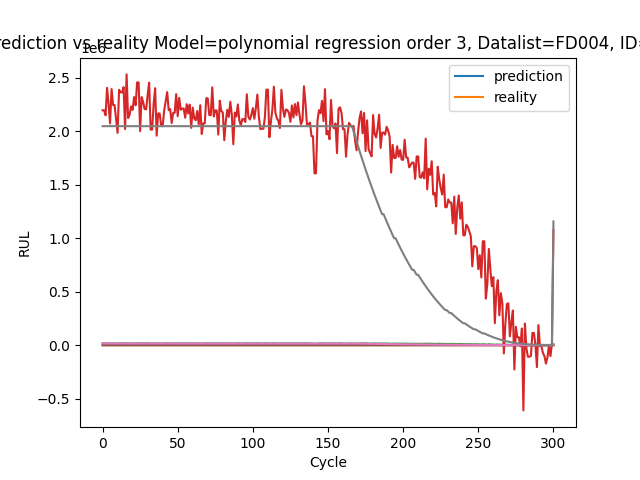 rediction vs reality Model=polynomial regression order 3, Datalist=FD004, ID=
1e6
prediction
reality
2.5
2.0
1.5
1.0
0.5
0.0
−0.5
RUL
0
50
100
150
200
250
300
Cycle